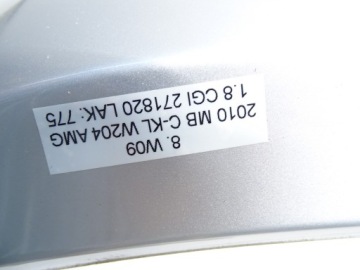 8. W09
2010 MB C-KL W204 AMG
1.8 CGI 271820 LAK: 775